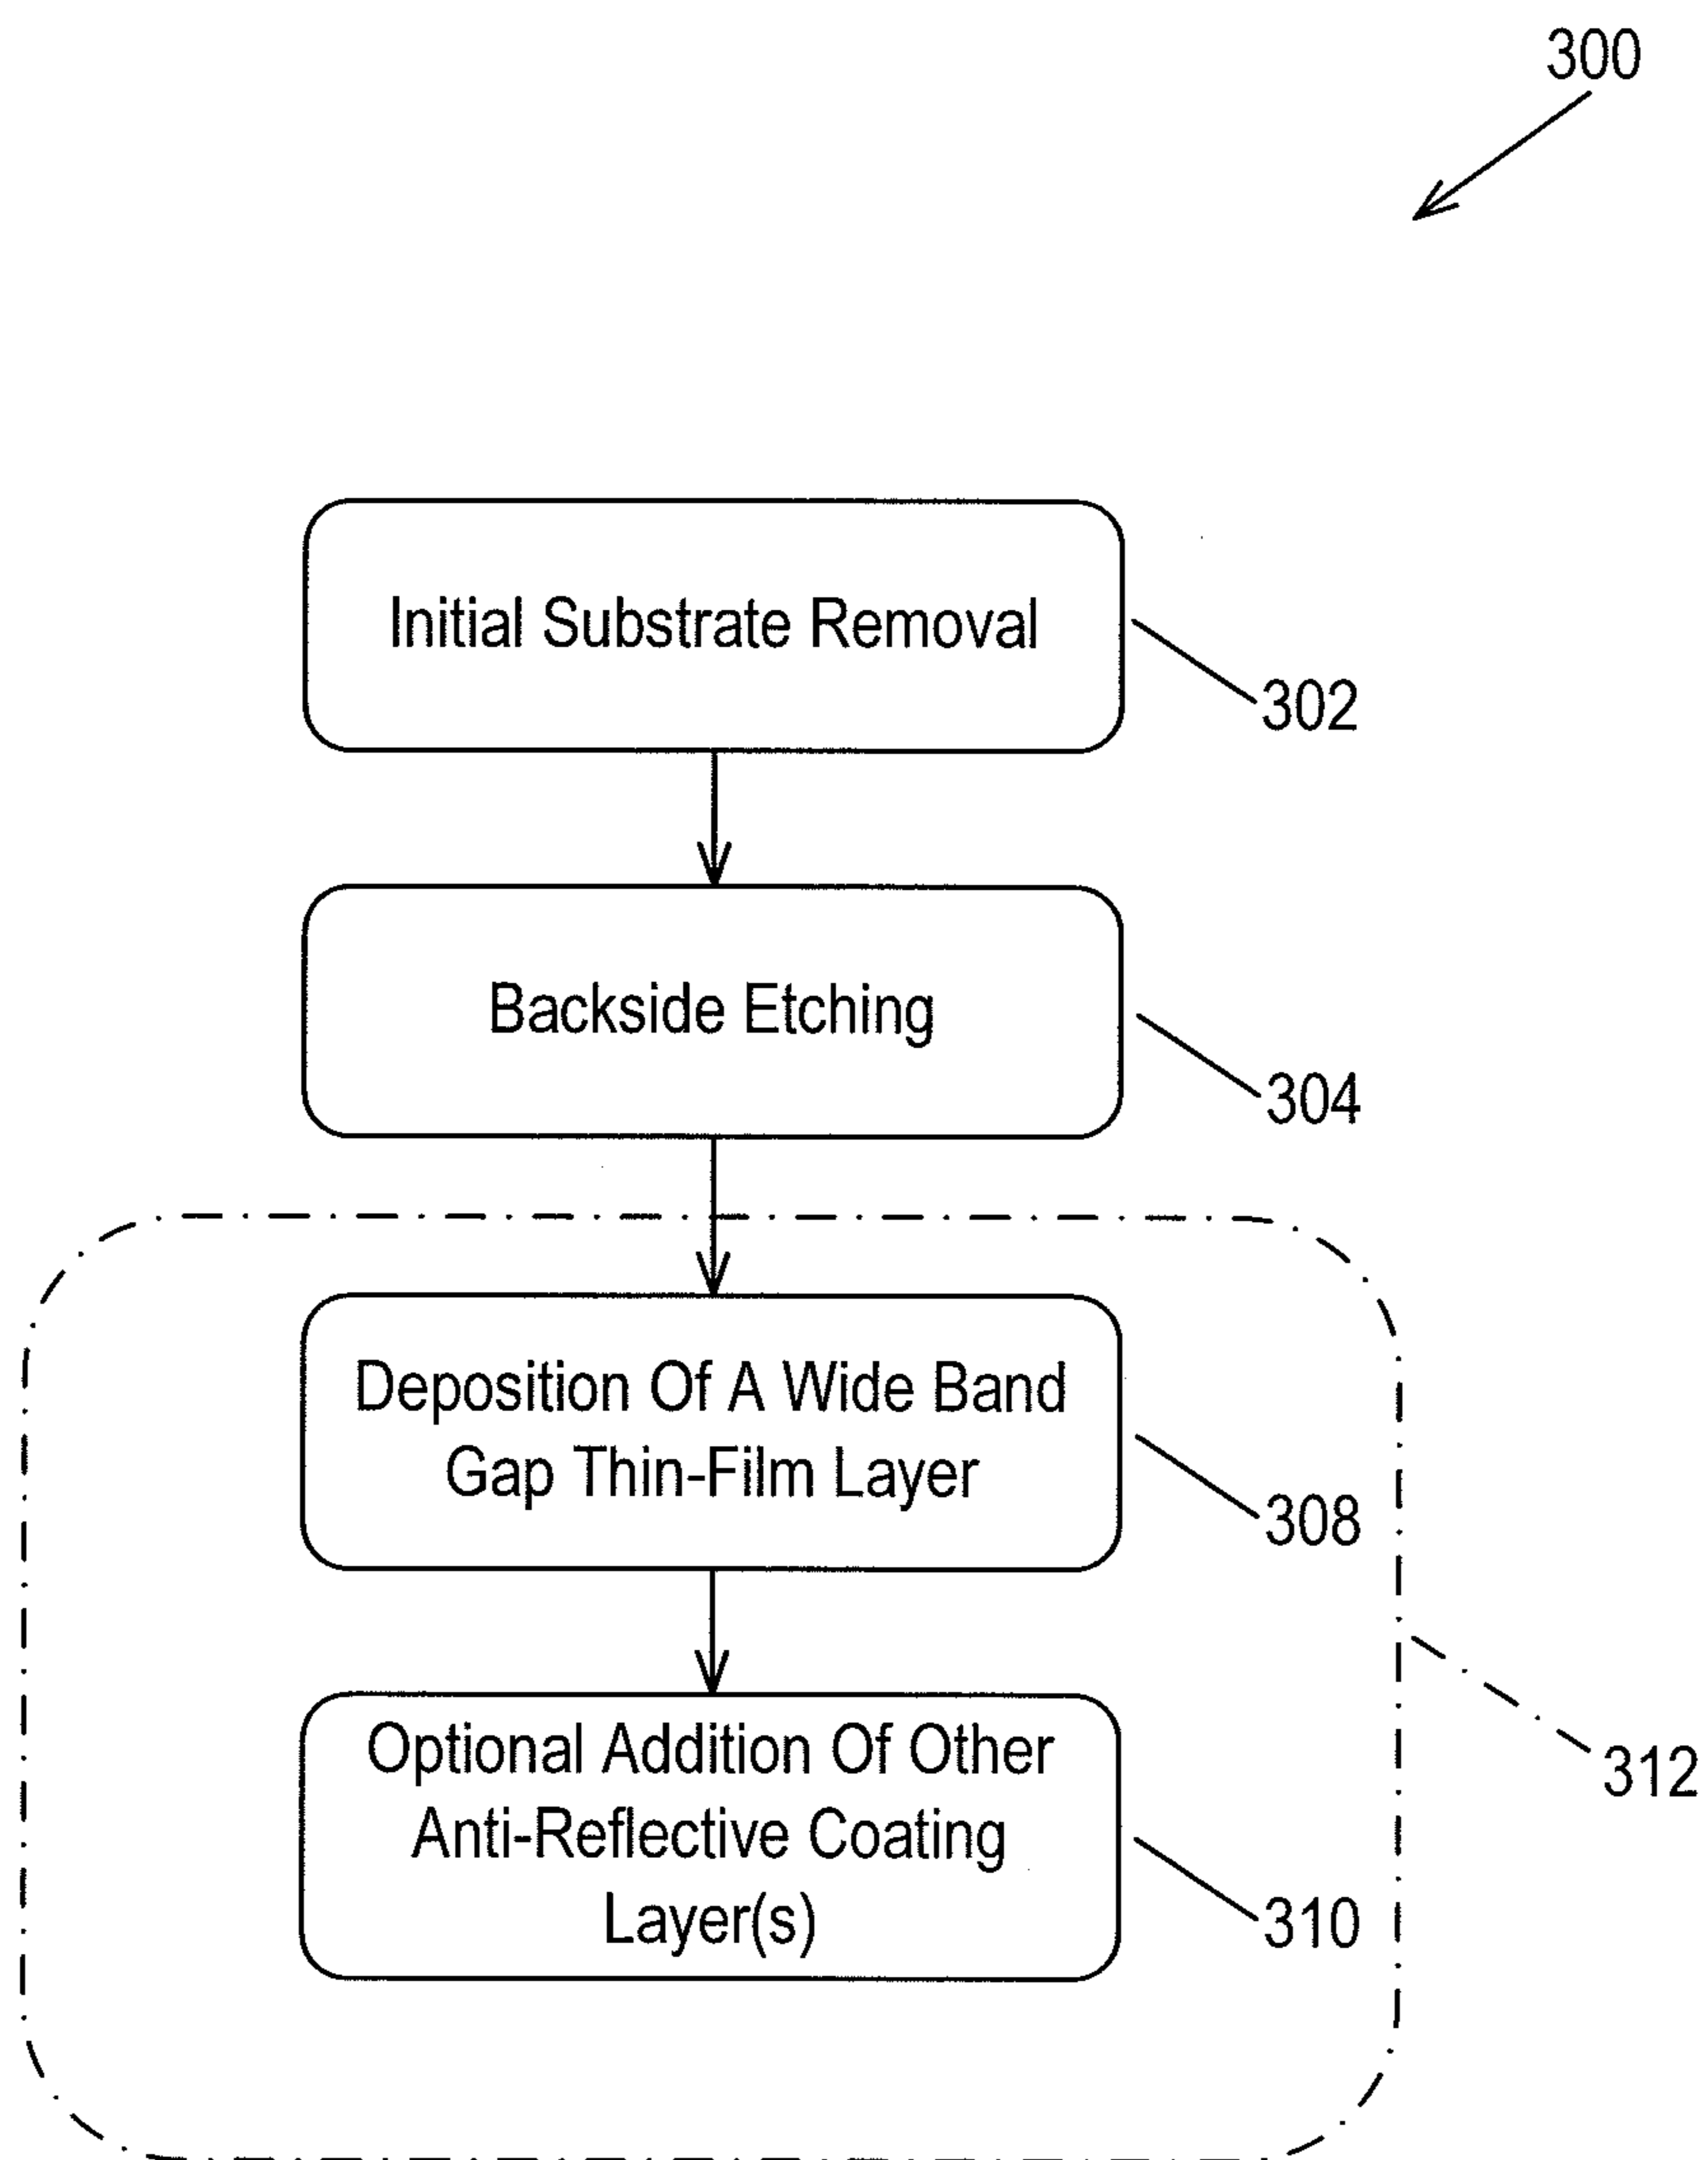 300
Initial Substrate Removal
302
Backside Etching
304
Deposition Of A Wide Band
Gap Thin-Film Layer
308
312
Optional Addition Of Other
Anti-Reflective Coating
Layer(s)
310